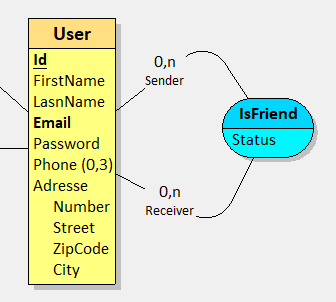 User
Id
FirstName
LasnName
Email
Password
Phone (0,3)
Adresse
Number
Street
ZipCode
City
0,n
Sender
IsFriend
Status
0,n
Receiver